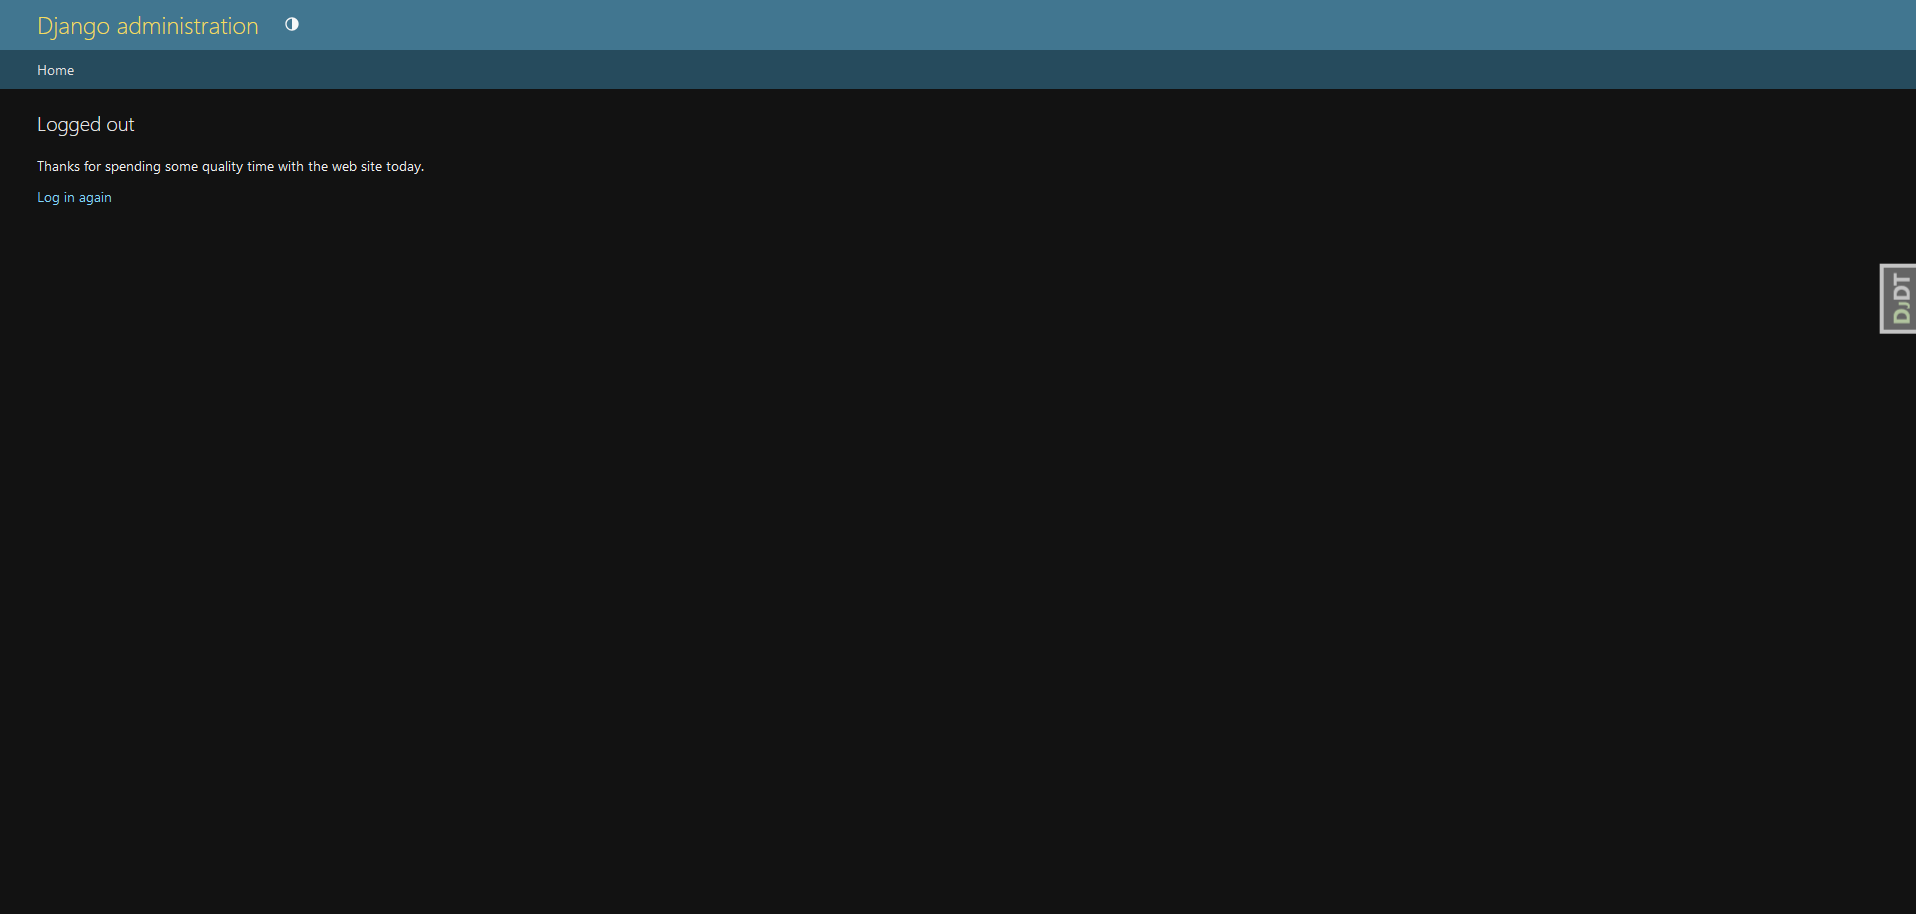 Django administration
Home
Logged out
Thanks for spending some quality time with the web site today.
Log in again
DJDT